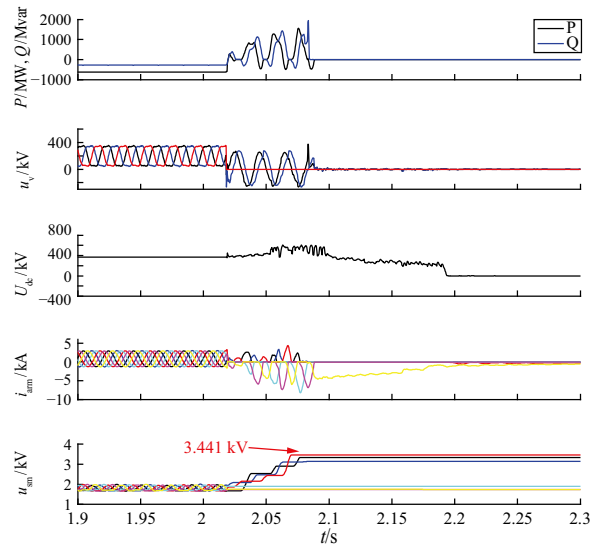 P/MW, Q/Mvar
2000
1000
0
−1000
P
Q
u_v/kV
400
0
U_dc/kV
800
400
0
−400
i_arm/kA
5
0
−5
−10
u_sm/kV
4
3
2
1
3.441 kV
1.9 1.95 2 2.05 2.1 2.15 2.2 2.25 2.3
t/s